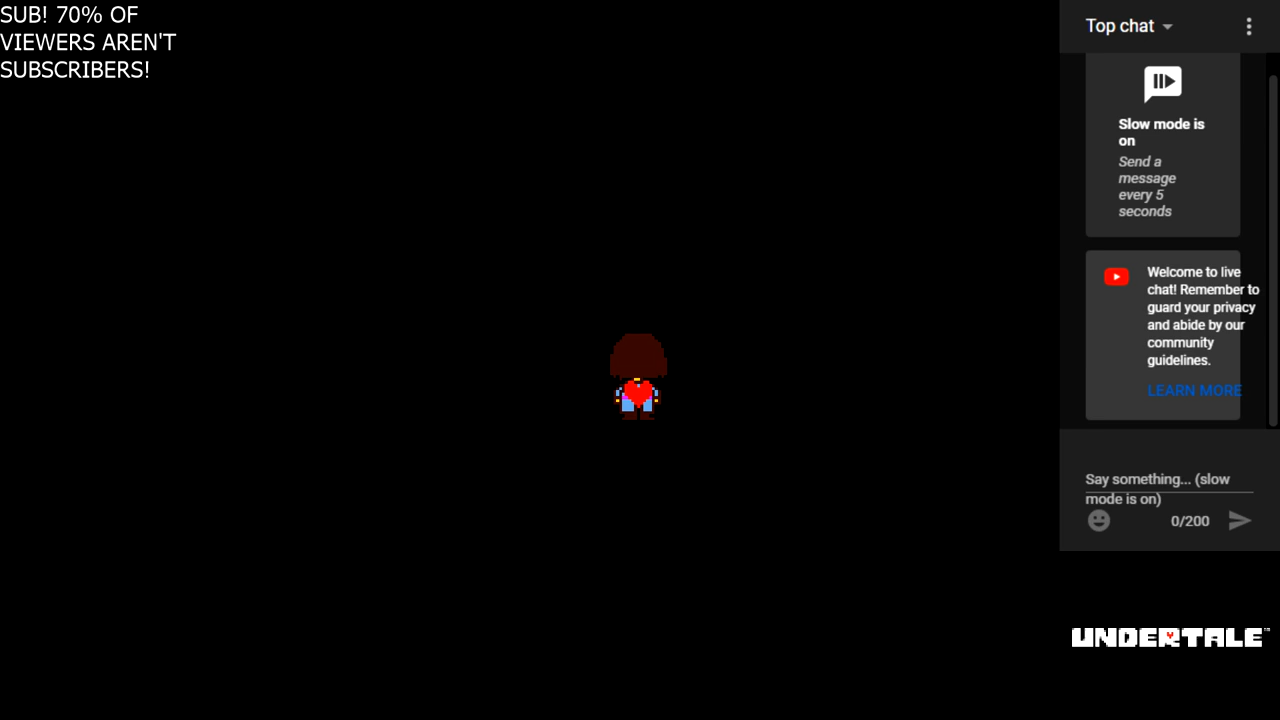 SUB! 70% OF
VIEWERS AREN'T
SUBSCRIBERS!
Top chat
Slow mode is
on
Send a
message
every 5
seconds
Welcome to live
chat! Remember to
guard your privacy
and abide by our
community
guidelines.
LEARN MORE
Say something... (slow
mode is on)
0/200
UNDERTALE™